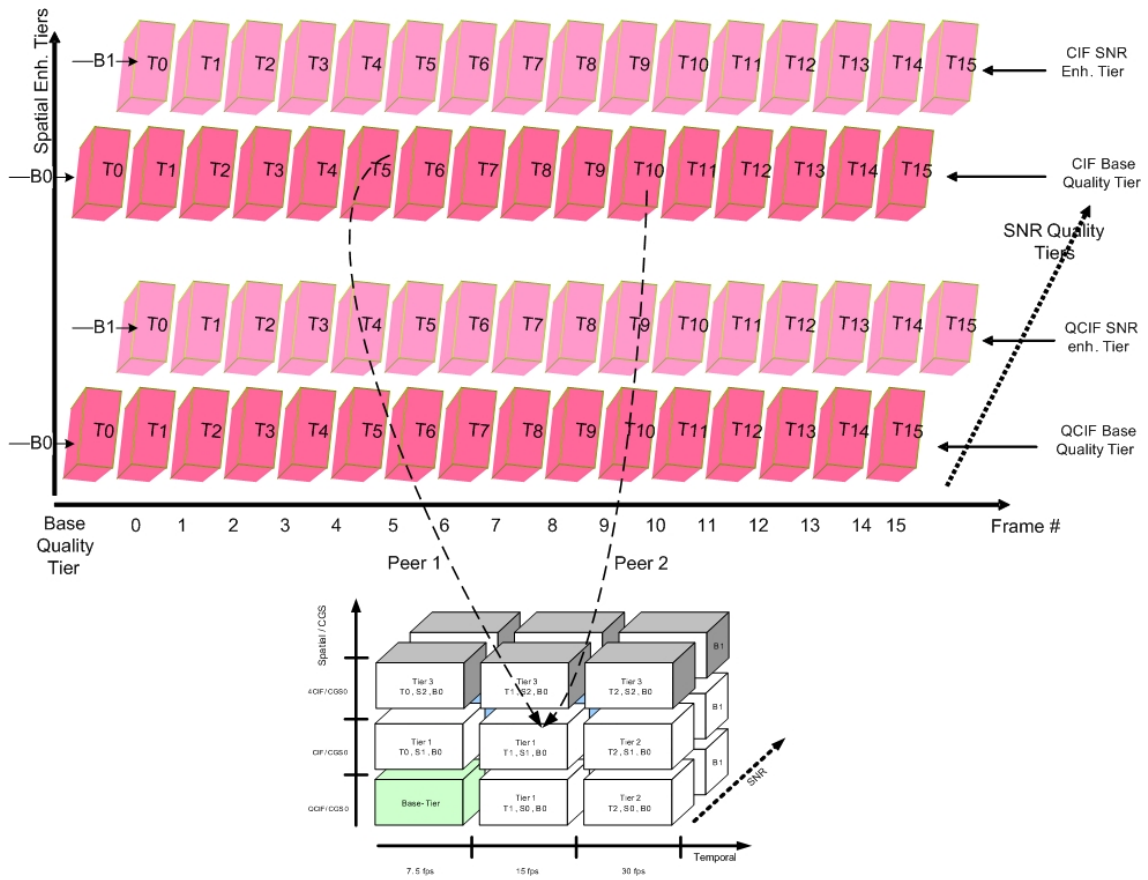 Spatial Enh. Tiers
B1
T0 T1 T2 T3 T4 T5 T6 T7 T8 T9 T10 T11 T12 T13 T14 T15
CIF SNR
Enh. Tier
B0
T0 T1 T2 T3 T4 T5 T6 T7 T8 T9 T10 T11 T12 T13 T14 T15
CIF Base
Quality Tier
SNR Quality
Tiers
B1
T0 T1 T2 T3 T4 T5 T6 T7 T8 T9 T10 T11 T12 T13 T14 T15
QCIF SNR
enh. Tier
B0
T0 T1 T2 T3 T4 T5 T6 T7 T8 T9 T10 T11 T12 T13 T14 T15
QCIF Base
Quality Tier
Base
Quality
Tier
0 1 2 3 4 5 6 7 8 9 10 11 12 13 14 15
Frame #
Peer 1
Peer 2
Spatial / CGS
B1
4CIF/CGS0
Tier 3
T0, S2, B0
Tier 3
T1, S2, B0
Tier 3
T2, S2, B0
B1
CIF/CGS0
Tier 1
T0, S1, B0
Tier 1
T1, S1, B0
Tier 2
T2, S1, B0
B1
QCIF/CGS0
Base-Tier
Tier 1
T1, S0, B0
Tier 2
T2, S0, B0
SNR
Temporal
7.5 fps
15 fps
30 fps